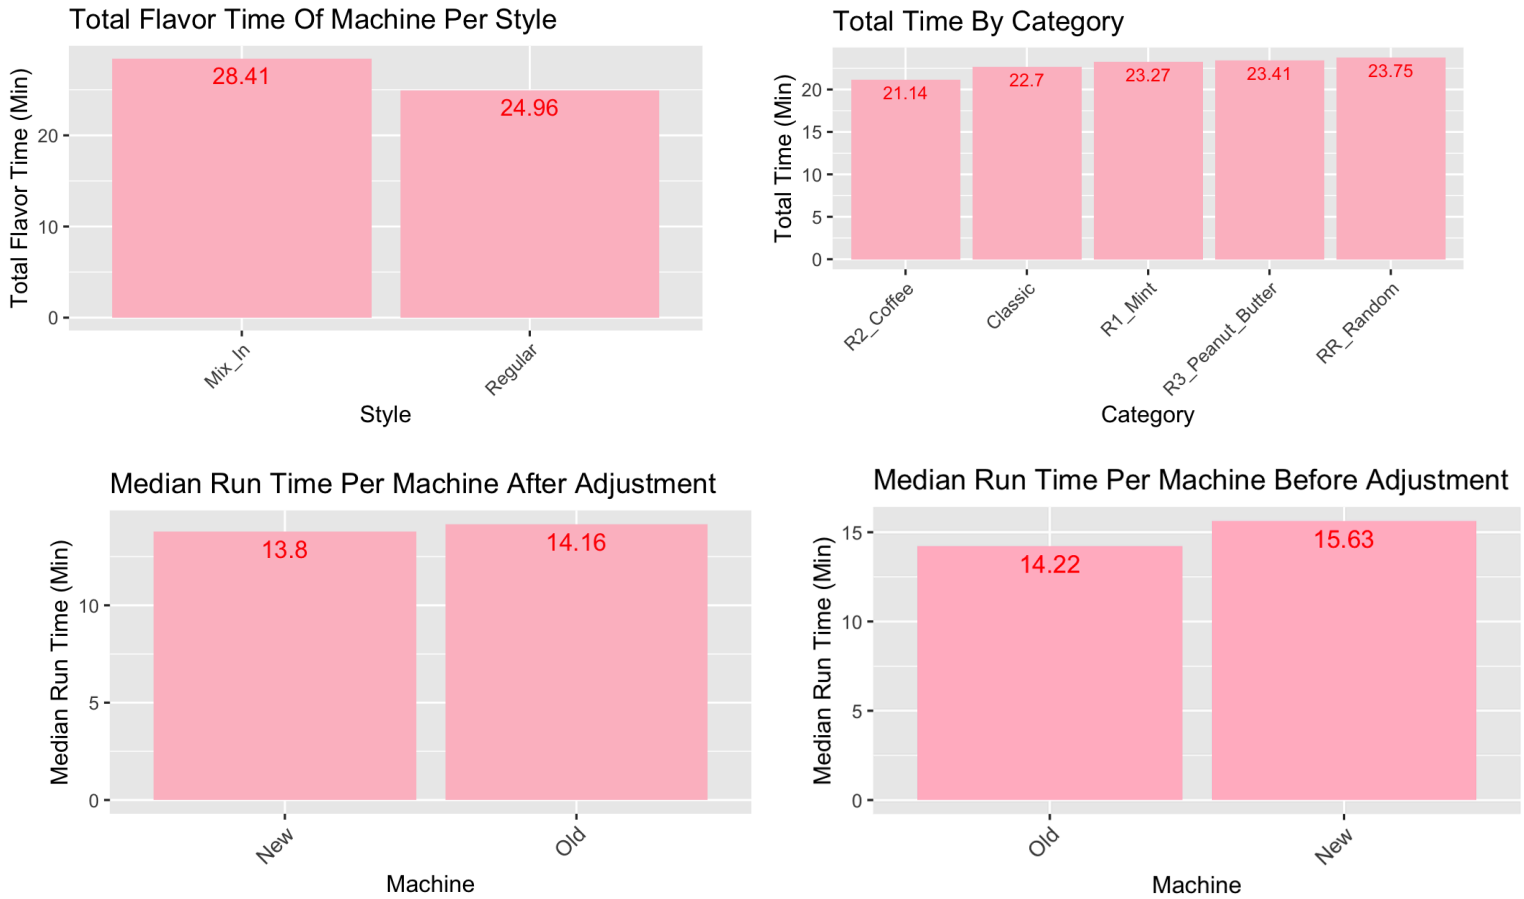 Total Flavor Time Of Machine Per Style
Total Flavor Time (Min)
20
10
0
28.41
24.96
Mix_In
Regular
Style
Total Time By Category
Total Time (Min)
20
15
10
5
0
21.14
22.7
23.27
23.41
23.75
R2_Coffee
Classic
R1_Mint
R3_Peanut_Butter
RR_Random
Category
Median Run Time Per Machine After Adjustment
Median Run Time (Min)
10
5
0
13.8
14.16
New
Old
Machine
Median Run Time Per Machine Before Adjustment
Median Run Time (Min)
15
10
5
0
14.22
15.63
Old
New
Machine